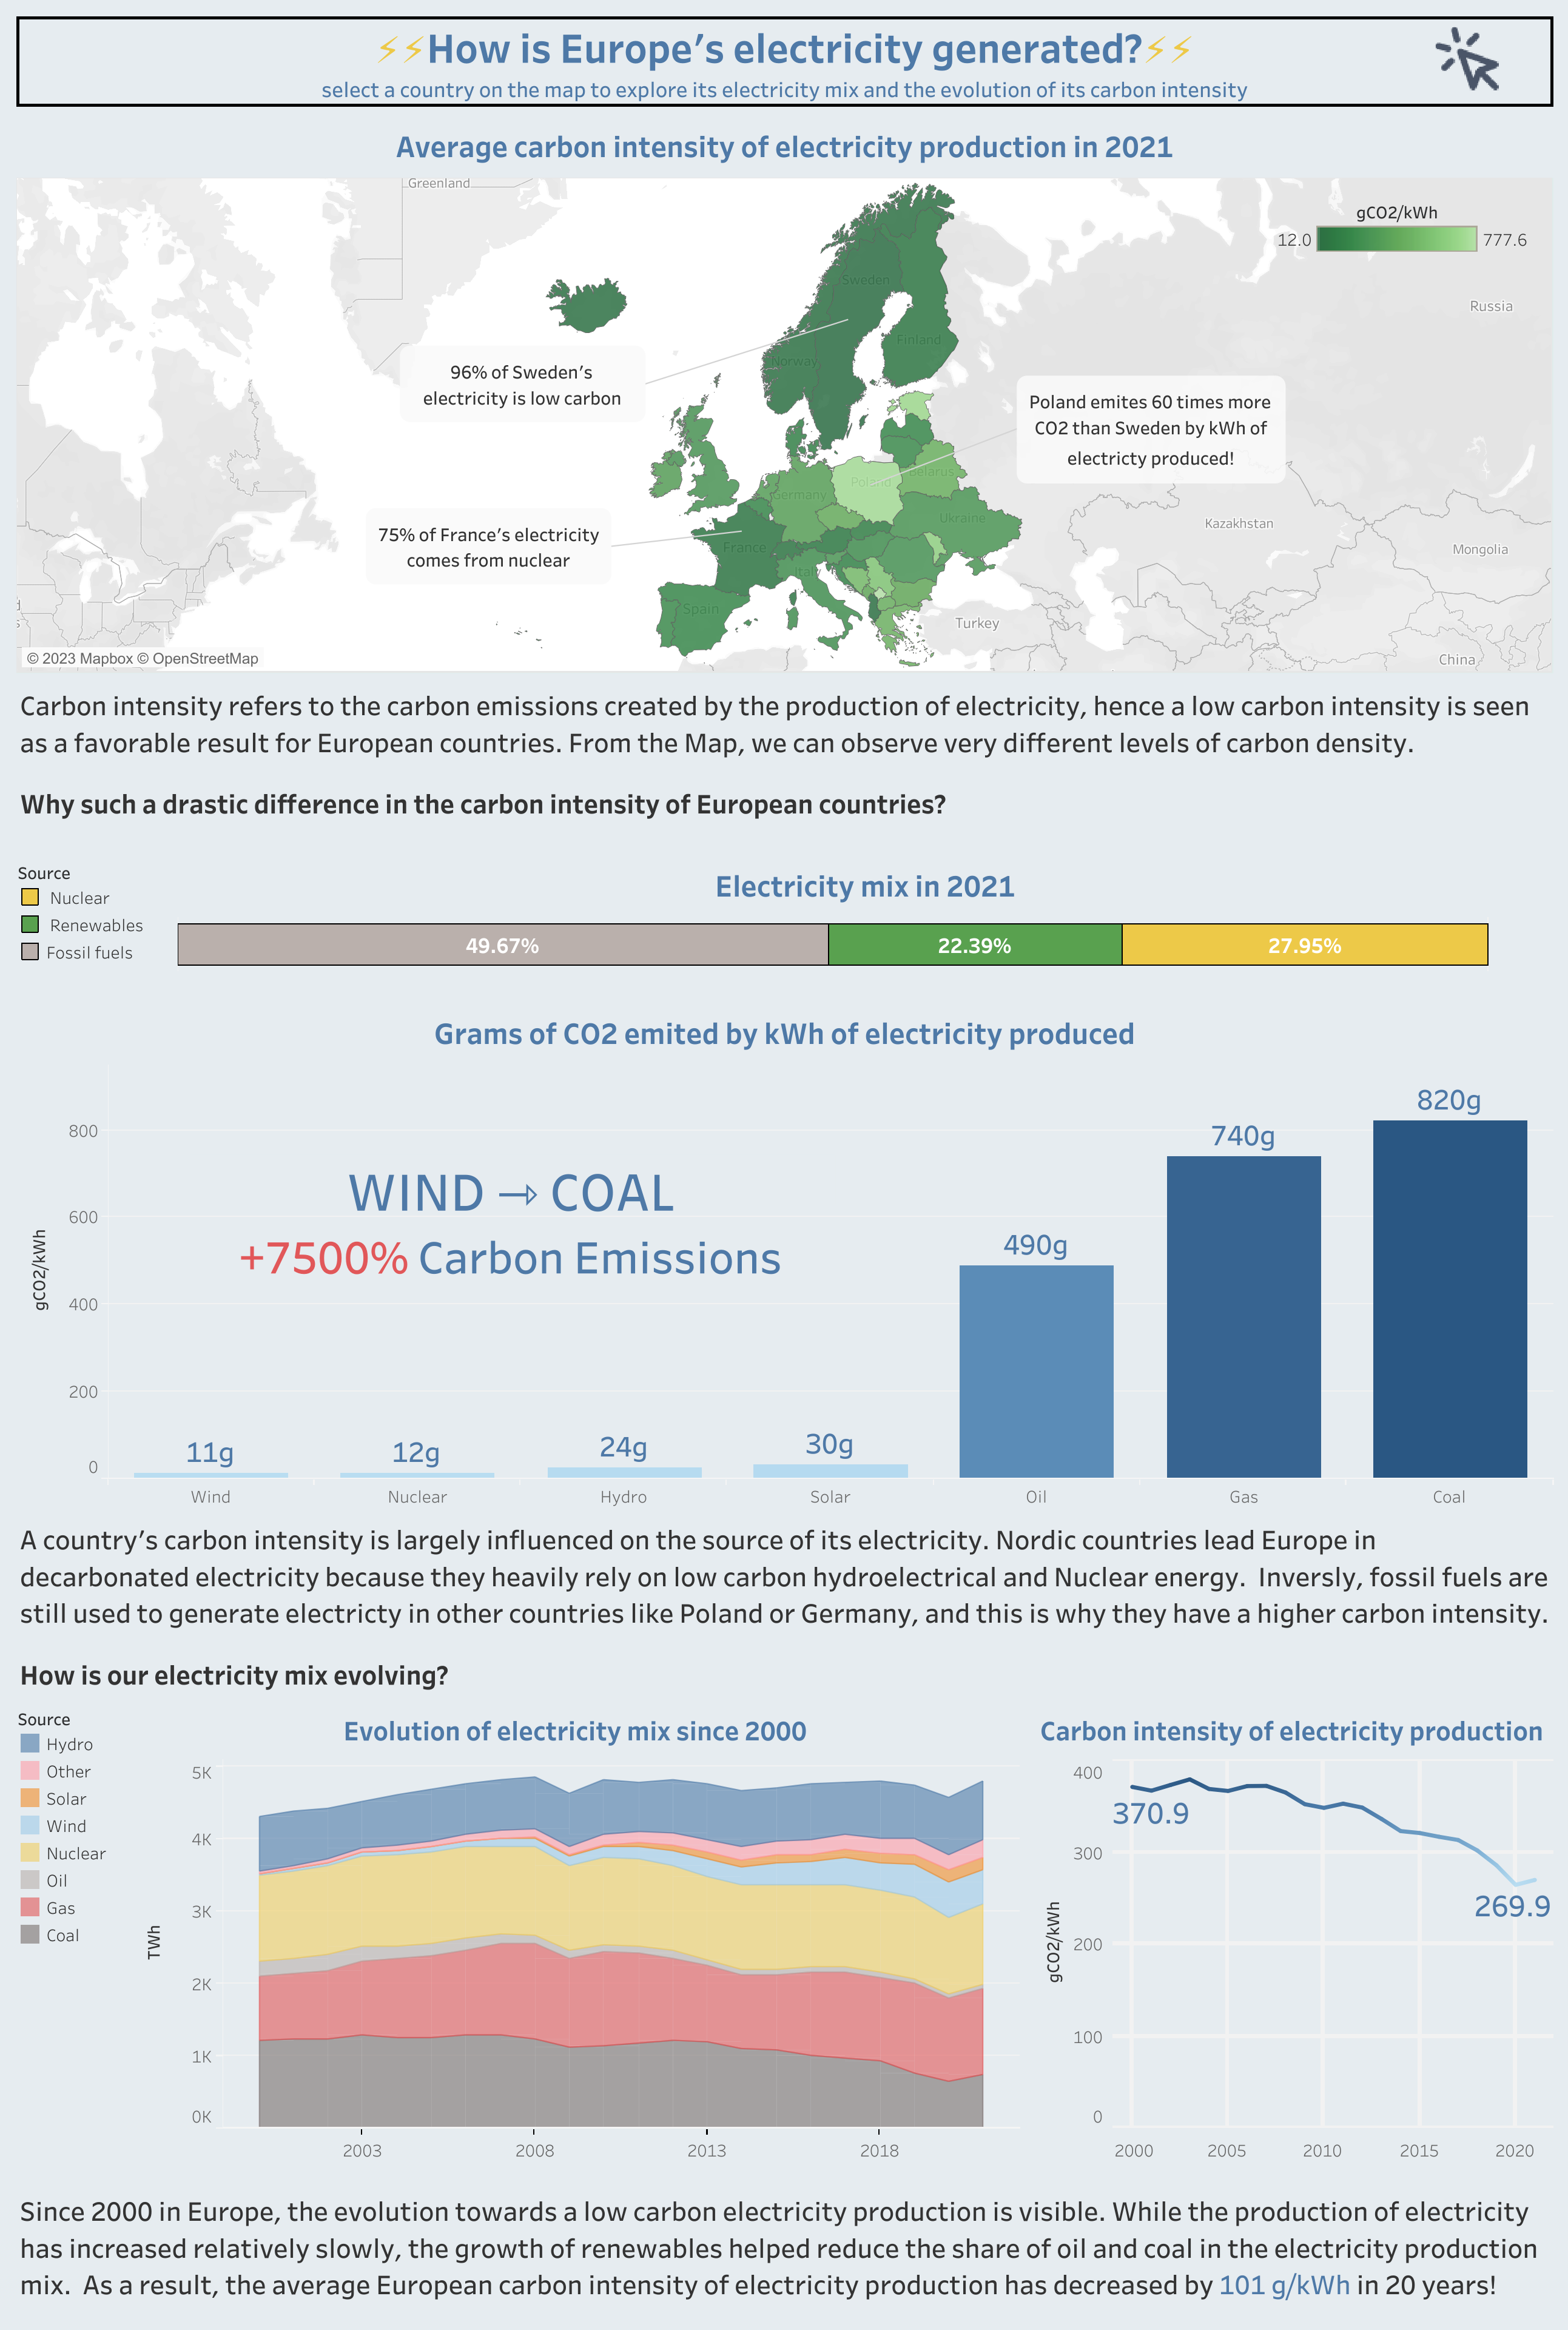 ⚡⚡How is Europe’s electricity generated?⚡⚡
select a country on the map to explore its electricity mix and the evolution of its carbon intensity
Average carbon intensity of electricity production in 2021
Greenland
gCO2/kWh
12.0
777.6
Sweden
Russia
Finland
Norway
96% of Sweden’s
electricity is low carbon
Poland emites 60 times more
CO2 than Sweden by kWh of
electricty produced!
Belarus
Poland
Germany
Ukraine
Kazakhstan
75% of France’s electricity
comes from nuclear
France
Mongolia
Italy
Spain
Turkey
© 2023 Mapbox © OpenStreetMap
China
Carbon intensity refers to the carbon emissions created by the production of electricity, hence a low carbon intensity is seen
as a favorable result for European countries. From the Map, we can observe very different levels of carbon density.
Why such a drastic difference in the carbon intensity of European countries?
Source
Nuclear
Renewables
Fossil fuels
Electricity mix in 2021
49.67%
22.39%
27.95%
Grams of CO2 emited by kWh of electricity produced
gCO2/kWh
800
600
400
200
0
WIND → COAL
+7500% Carbon Emissions
11g
12g
24g
30g
490g
740g
820g
Wind
Nuclear
Hydro
Solar
Oil
Gas
Coal
A country’s carbon intensity is largely influenced on the source of its electricity. Nordic countries lead Europe in
decarbonated electricity because they heavily rely on low carbon hydroelectrical and Nuclear energy.  Inversly, fossil fuels are
still used to generate electricty in other countries like Poland or Germany, and this is why they have a higher carbon intensity.
How is our electricity mix evolving?
Source
Hydro
Other
Solar
Wind
Nuclear
Oil
Gas
Coal
Evolution of electricity mix since 2000
TWh
5K
4K
3K
2K
1K
0K
2003
2008
2013
2018
Carbon intensity of electricity production
gCO2/kWh
400
300
200
100
0
370.9
269.9
2000
2005
2010
2015
2020
Since 2000 in Europe, the evolution towards a low carbon electricity production is visible. While the production of electricity
has increased relatively slowly, the growth of renewables helped reduce the share of oil and coal in the electricity production
mix.  As a result, the average European carbon intensity of electricity production has decreased by 101 g/kWh in 20 years!